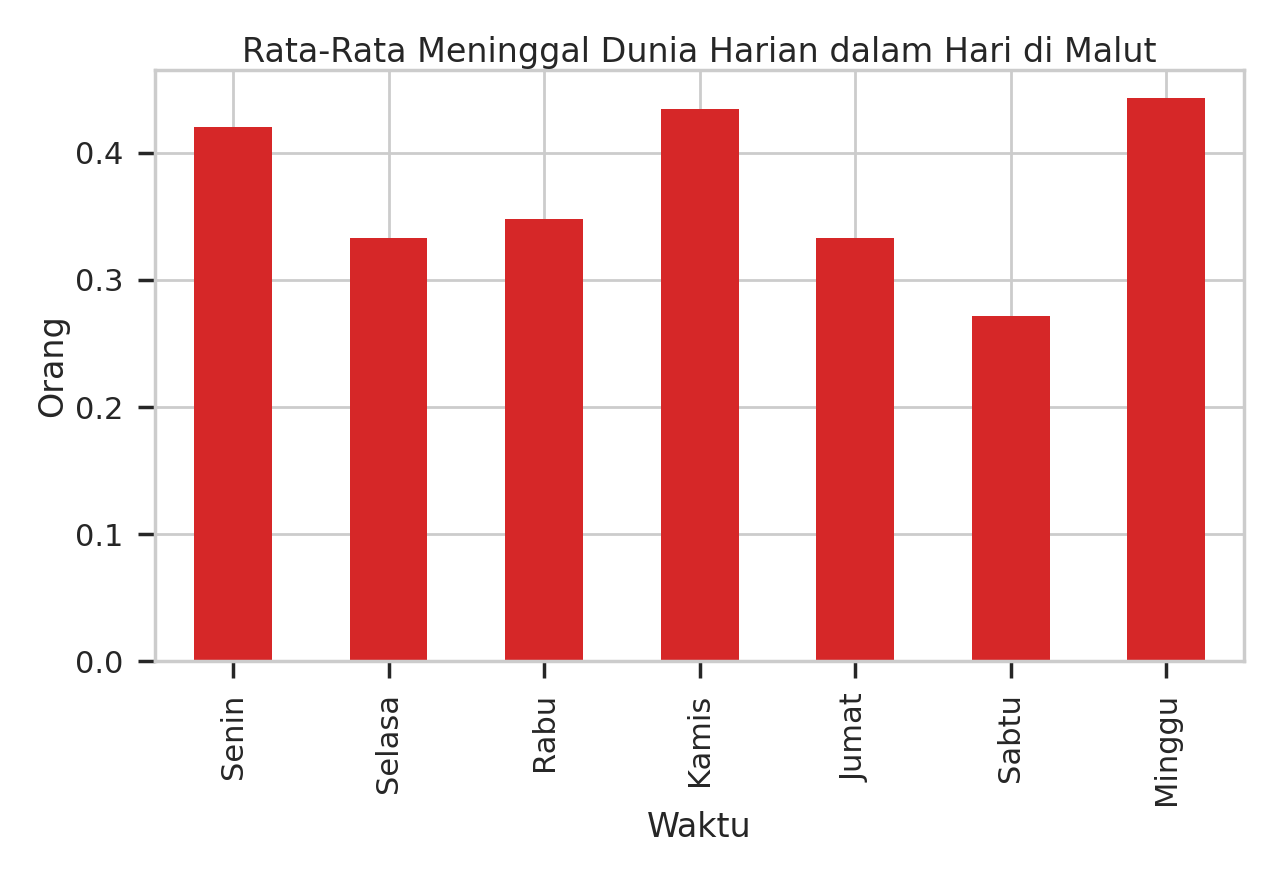 Rata-Rata Meninggal Dunia Harian dalam Hari di Malut
Orang
0.4
0.3
0.2
0.1
0.0
Senin
Selasa
Rabu
Kamis
Jumat
Sabtu
Minggu
Waktu